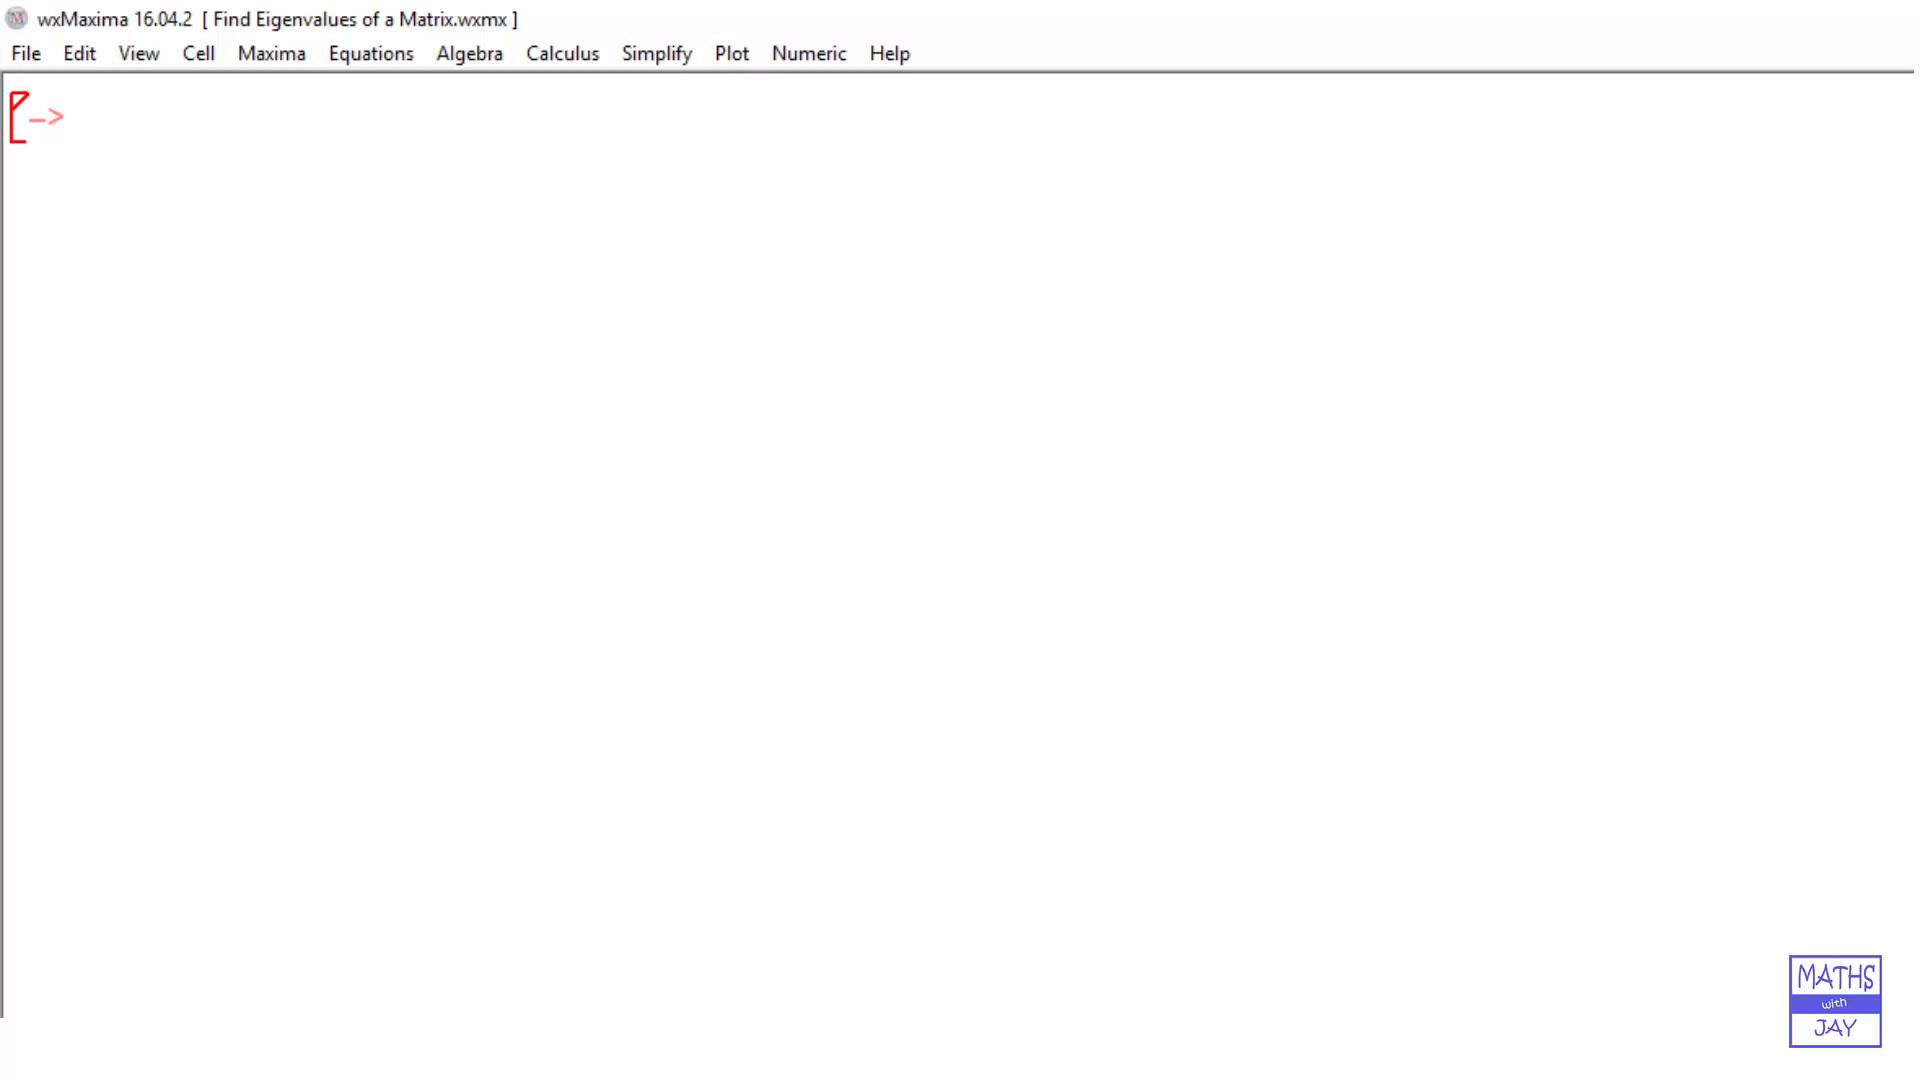 wxMaxima 16.04.2 [ Find Eigenvalues of a Matrix.wxmx ]
File Edit View Cell Maxima Equations Algebra Calculus Simplify Plot Numeric Help
-->
MATHS
with
JAY